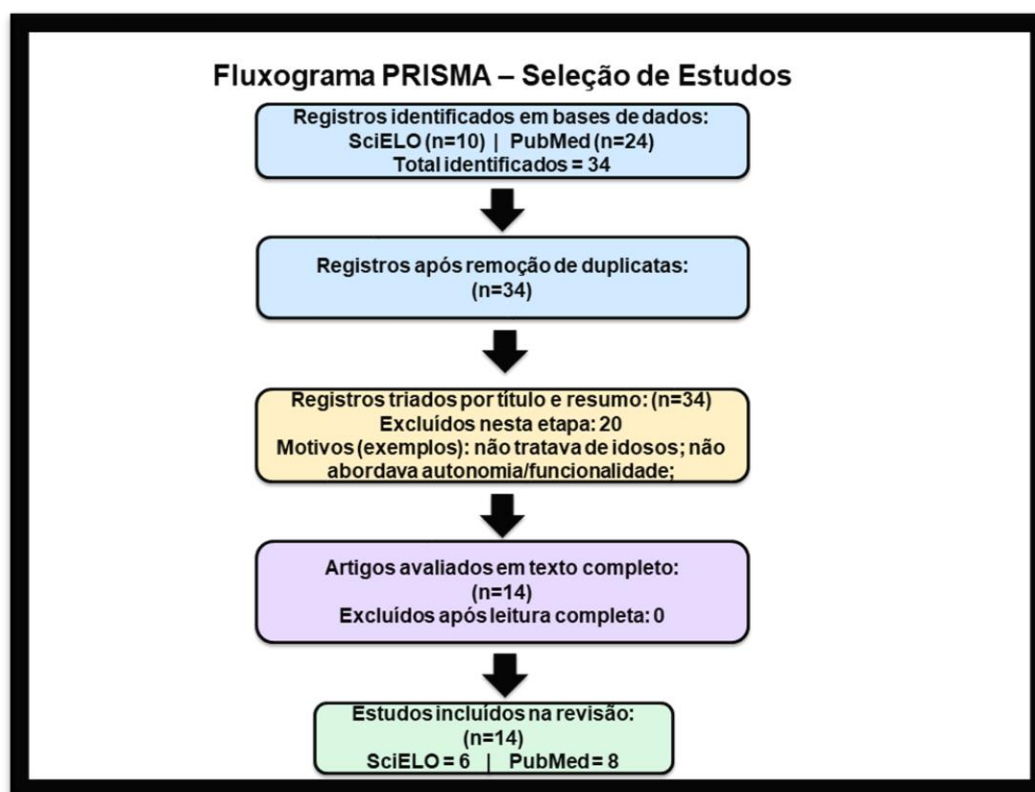 Fluxograma PRISMA – Seleção de Estudos
Registros identificados em bases de dados:
SciELO (n=10) | PubMed (n=24)
Total identificados = 34
Registros após remoção de duplicatas:
(n=34)
Registros triados por título e resumo: (n=34)
Excluídos nesta etapa: 20
Motivos (exemplos): não tratava de idosos; não
abordava autonomia/funcionalidade;
Artigos avaliados em texto completo:
(n=14)
Excluídos após leitura completa: 0
Estudos incluídos na revisão:
(n=14)
SciELO = 6 | PubMed = 8